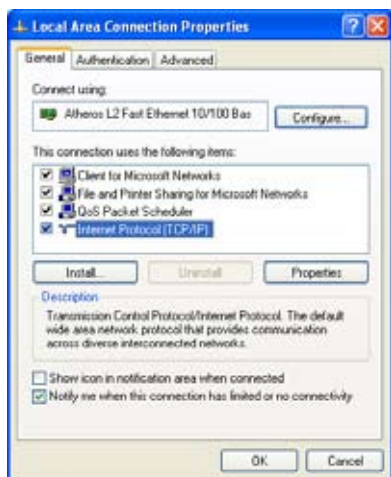 Local Area Connection Properties
General Authentication Advanced
Connect using:
Atheros L2 Fast Ethernet 10/100 Bas
Configure...
This connection uses the following items:
Client for Microsoft Networks
File and Printer Sharing for Microsoft Networks
QoS Packet Scheduler
Internet Protocol (TCP/IP)
Install... Uninstall Properties
Description
Transmission Control Protocol/Internet Protocol. The default
wide area network protocol that provides communication
across diverse interconnected networks.
Show icon in notification area when connected
Notify me when this connection has limited or no connectivity
OK Cancel